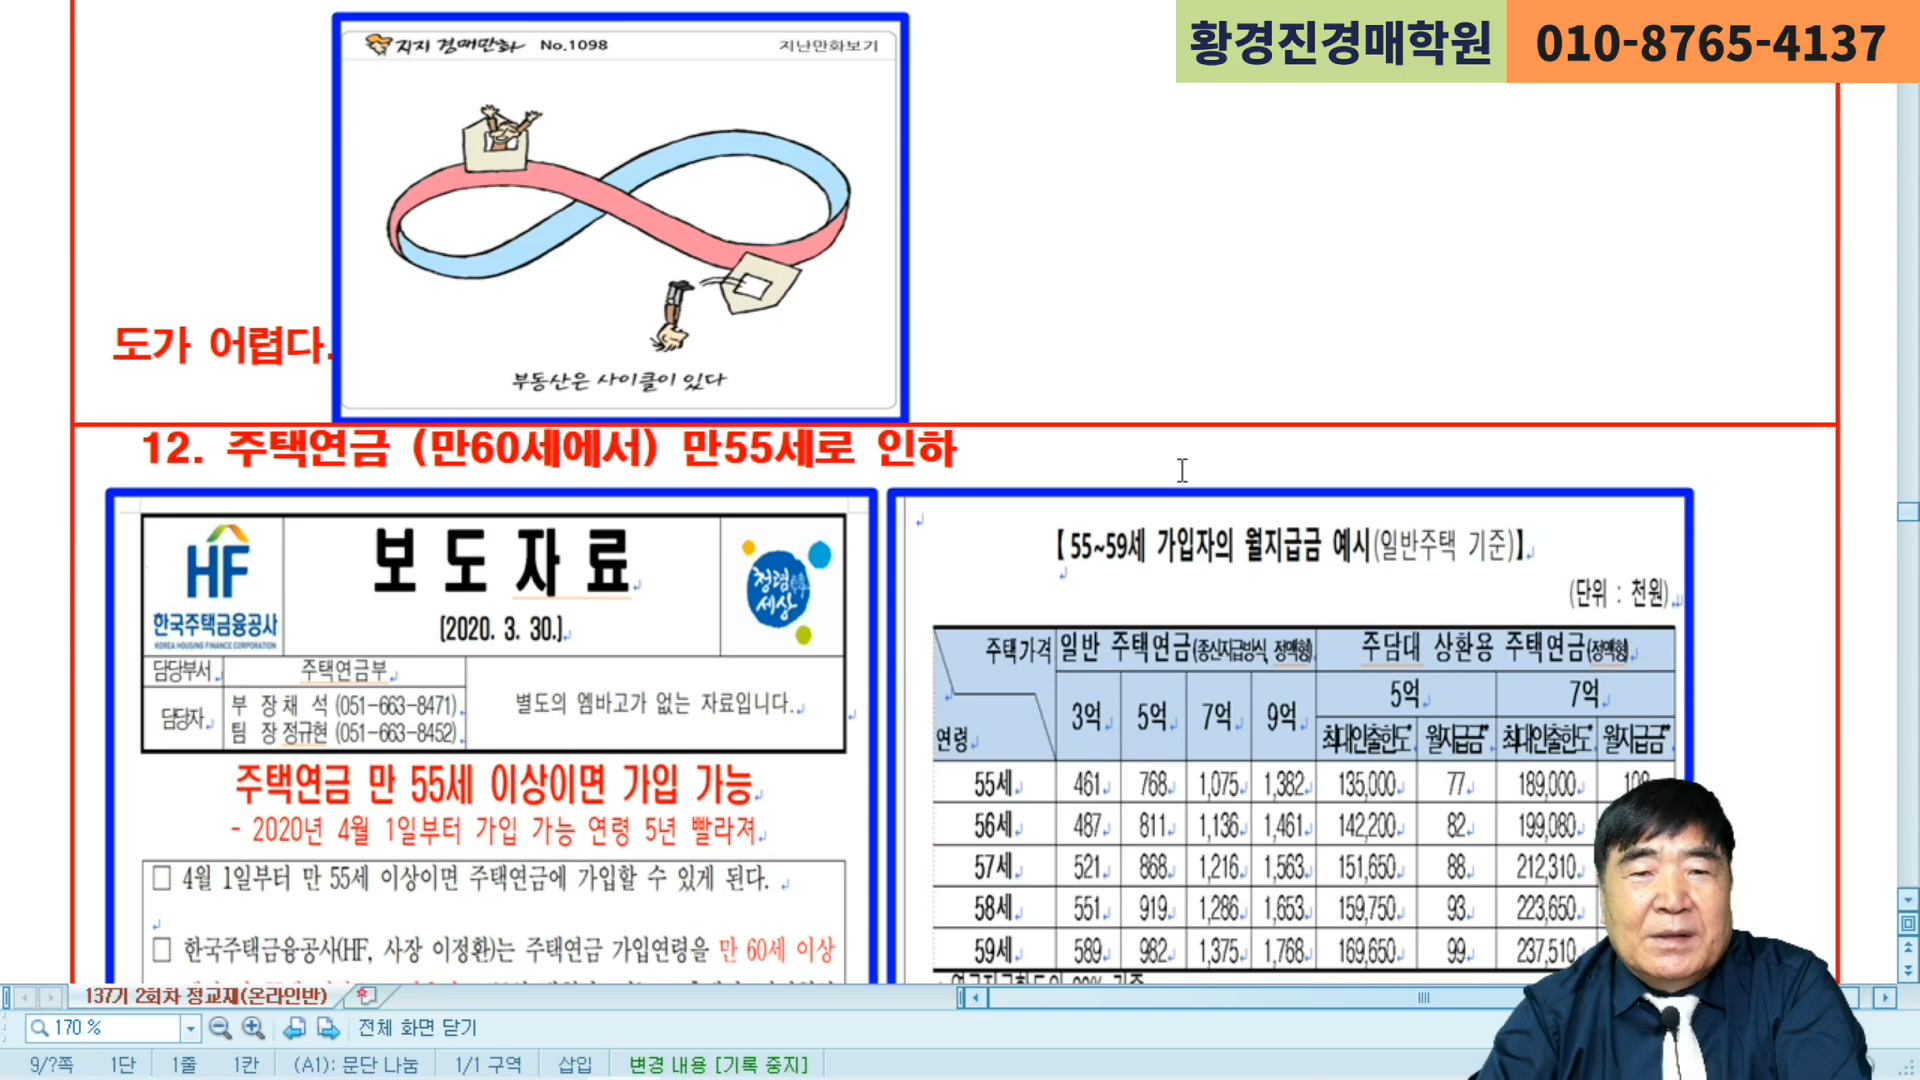 황경진경매학원 010-8765-4137
지지 경매만화 No.1098 지난만화보기
부동산은 사이클이 있다
도가 어렵다.
12. 주택연금 (만60세에서) 만55세로 인하
HF
한국주택금융공사
KOREA HOUSING FINANCE CORPORATION
보 도 자 료
(2020. 3. 30.)
청렴
세상
담당부서 주택연금부
담당자 부 장 채 석 (051-663-8471)
팀 장 정규현 (051-663-8452)
별도의 엠바고가 없는 자료입니다.
주택연금 만 55세 이상이면 가입 가능
- 2020년 4월 1일부터 가입 가능 연령 5년 빨라져
□ 4월 1일부터 만 55세 이상이면 주택연금에 가입할 수 있게 된다.
□ 한국주택금융공사(HF, 사장 이정환)는 주택연금 가입연령을 만 60세 이상
【55~59세 가입자의 월지급금 예시(일반주택 기준)】
(단위 : 천원)
주택가격 일반 주택연금(종신지급방식, 정액형) 주담대 상환용 주택연금(정액형)
연령 3억 5억 7억 9억 5억 7억
최대인출한도* 월지급금** 최대인출한도* 월지급금**
55세 461 768 1,075 1,382 135,000 77 189,000
56세 487 811 1,136 1,461 142,200 82 199,080
57세 521 868 1,216 1,563 151,650 88 212,310
58세 551 919 1,286 1,653 159,750 93 223,650
59세 589 982 1,375 1,768 169,650 99 237,510
137기 2회차 정교재(온라인반)
170 % 전체 화면 닫기
9/?쪽 1단 1줄 1칸 (A1): 문단 나눔 1/1 구역 삽입 변경 내용 [기록 중지]